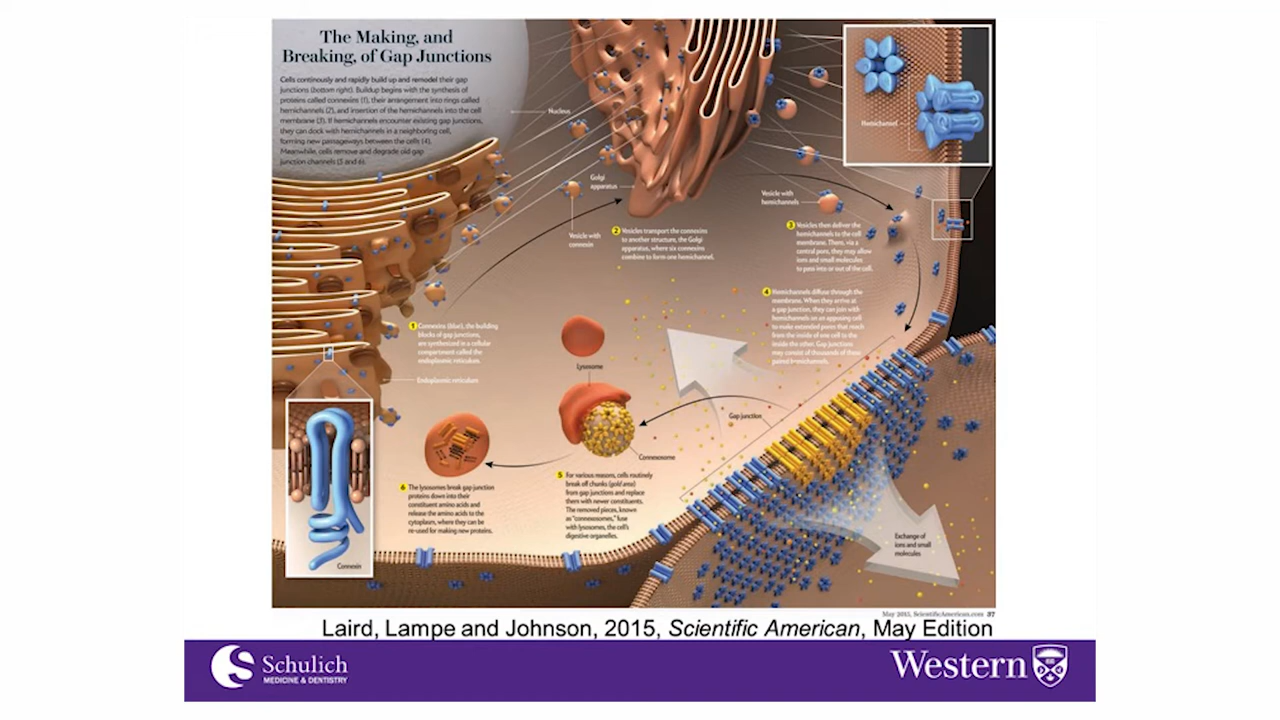 The Making, and
Breaking, of Gap Junctions
Cells continously and rapidly build up and remodel their gap
junctions (bottom right). Buildup begins with the synthesis of
proteins called connexins (1), their arrangement into rings called
hemichannels (2), and insertion of the hemichannels into the cell
membrane (3). If hemichannels encounter existing gap junctions,
they can dock with hemichannels in a neighboring cell,
forming new passageways between the cells (4).
Meanwhile, cells remove and degrade old gap
junction channels (5 and 6).
Nucleus
Hemichannel
Golgi
apparatus
Vesicle with
connexin
2 Vesicles transport the connexins
to another structure, the Golgi
apparatus, where six connexins
combine to form one hemichannel.
Vesicle with
hemichannels
3 Vesicles then deliver the
hemichannels to the cell
membrane. There, via a
central pore, they may allow
ions and small molecules
to pass into or out of the cell.
4 Hemichannels diffuse through the
membrane. When they arrive at
a gap junction, they can join with
hemichannels on an opposing cell
to make extended pores that reach
from the inside of one cell to the
inside the other. Gap junctions
may consist of thousands of these
paired hemichannels.
1 Connexins (blue), the building
blocks of gap junctions,
are synthesized in a cellular
compartment called the
endoplasmic reticulum.
Endoplasmic reticulum
Lysosome
Gap junction
Connexosome
5 For various reasons, cells routinely
break off chunks (gold area)
from gap junctions and replace
them with newer constituents.
The removed pieces, known
as "connexosomes," fuse
with lysosomes, the cell's
digestive organelles.
6 The lysosomes break gap junction
proteins down into their
constituent amino acids and
release the amino acids to the
cytoplasm, where they can be
re-used for making new proteins.
Connexin
Exchange of
ions and small
molecules
May 2015, ScientificAmerican.com 37
Laird, Lampe and Johnson, 2015, Scientific American, May Edition
Schulich
MEDICINE & DENTISTRY
Western